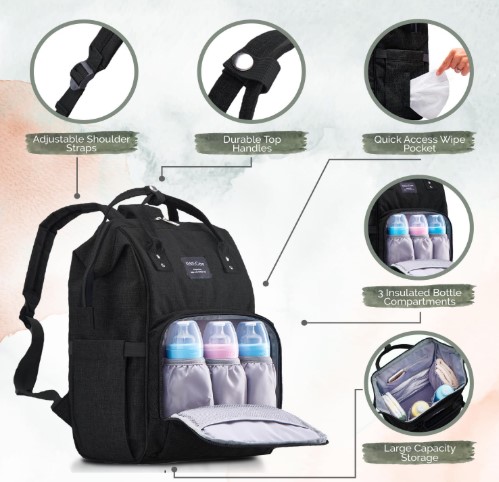 Adjustable Shoulder
Straps
Durable Top
Handles
Quick Access Wipe
Pocket
3 Insulated Bottle
Compartments
Large Capacity
Storage